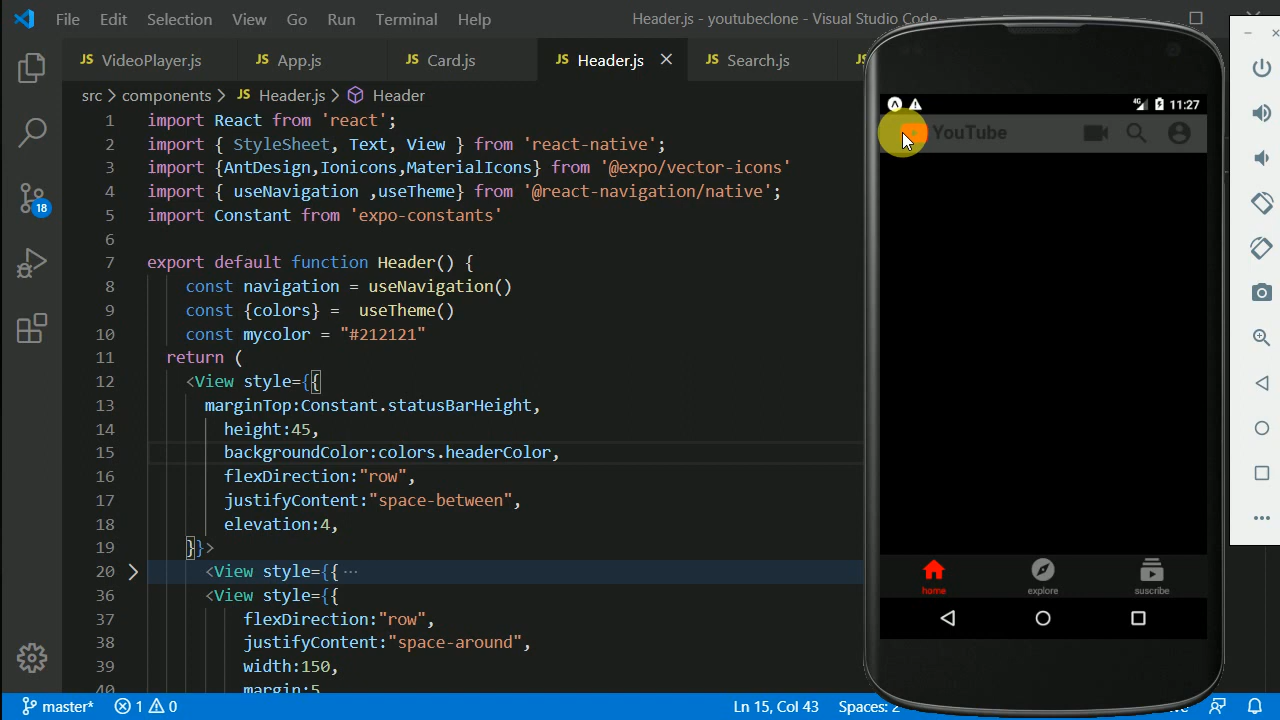 File Edit Selection View Go Run Terminal Help Header.js - youtubeclone - Visual Studio Code
JS VideoPlayer.js JS App.js JS Card.js JS Header.js JS Search.js JS
src > components > JS Header.js > Header
1 import React from 'react';
2 import { StyleSheet, Text, View } from 'react-native';
3 import {AntDesign,Ionicons,MaterialIcons} from '@expo/vector-icons'
4 import { useNavigation ,useTheme} from '@react-navigation/native';
5 import Constant from 'expo-constants'
6
7 export default function Header() {
8 const navigation = useNavigation()
9 const {colors} = useTheme()
10 const mycolor = "#212121"
11 return (
12 <View style={{
13 marginTop:Constant.statusBarHeight,
14 height:45,
15 backgroundColor:colors.headerColor,
16 flexDirection:"row",
17 justifyContent:"space-between",
18 elevation:4,
19 }}>
20 <View style={{ ···
36 <View style={{
37 flexDirection:"row",
38 justifyContent:"space-around",
39 width:150,
40 margin:5
18
master* 1 0 Ln 15, Col 43 Spaces: 2
4G 11:27
YouTube
home explore suscribe